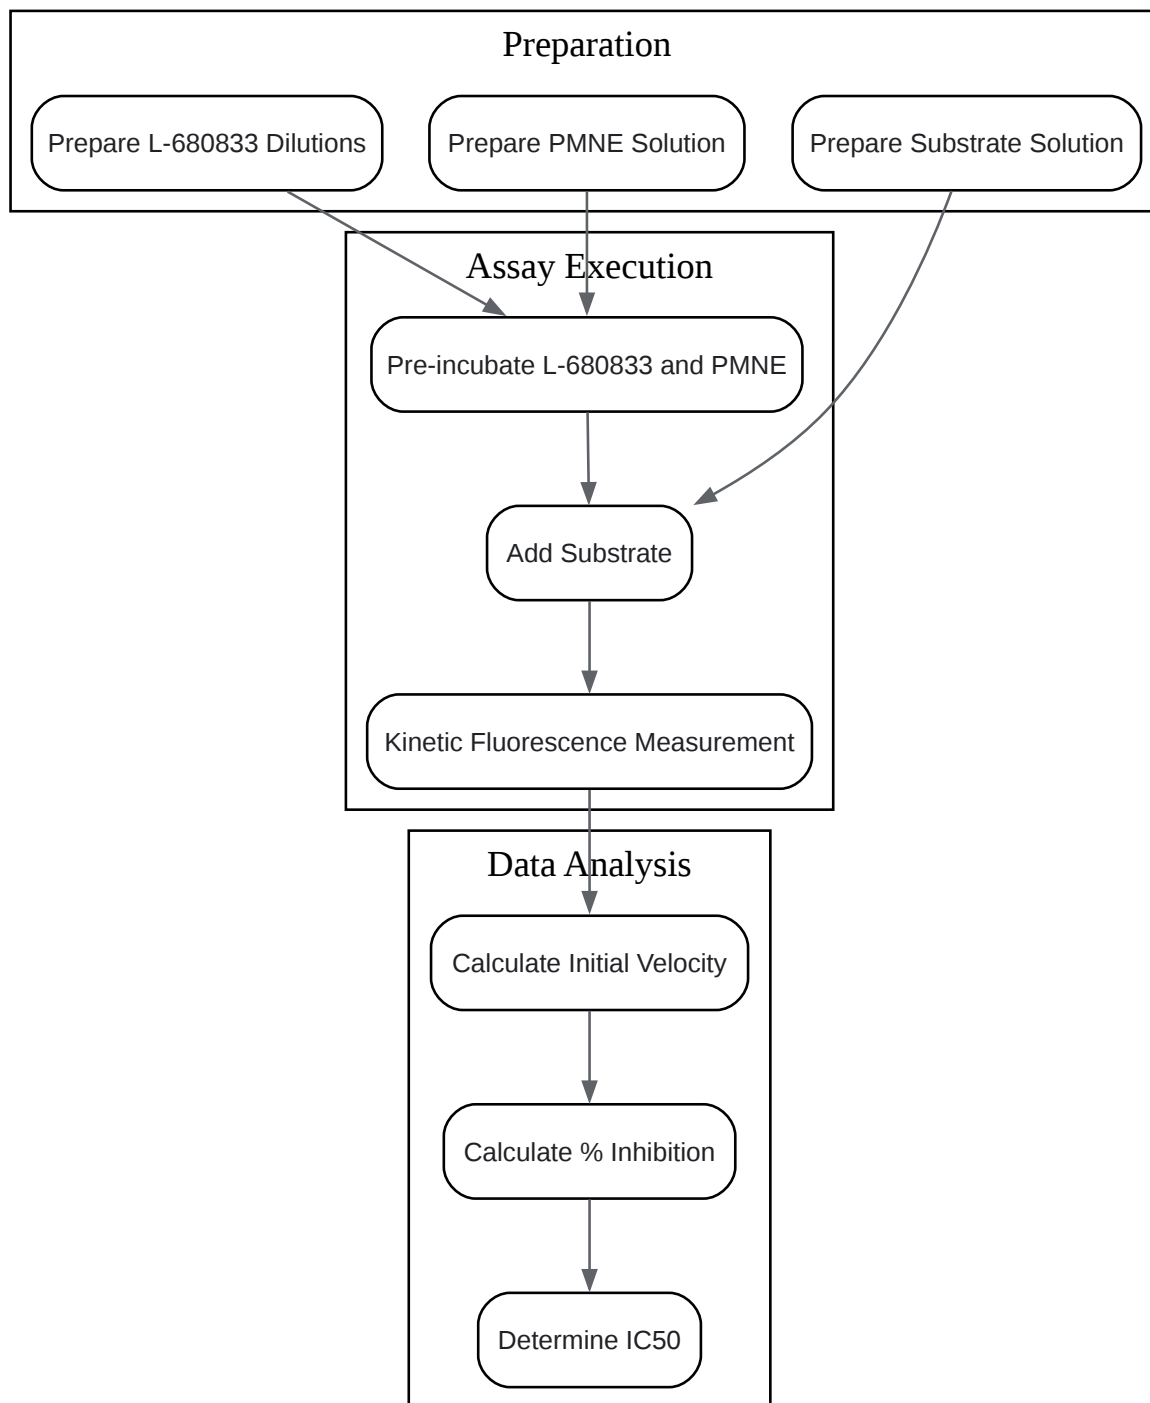 Preparation
Prepare L-680833 Dilutions
Prepare PMNE Solution
Prepare Substrate Solution
Assay Execution
Pre-incubate L-680833 and PMNE
Add Substrate
Kinetic Fluorescence Measurement
Data Analysis
Calculate Initial Velocity
Calculate % Inhibition
Determine IC50